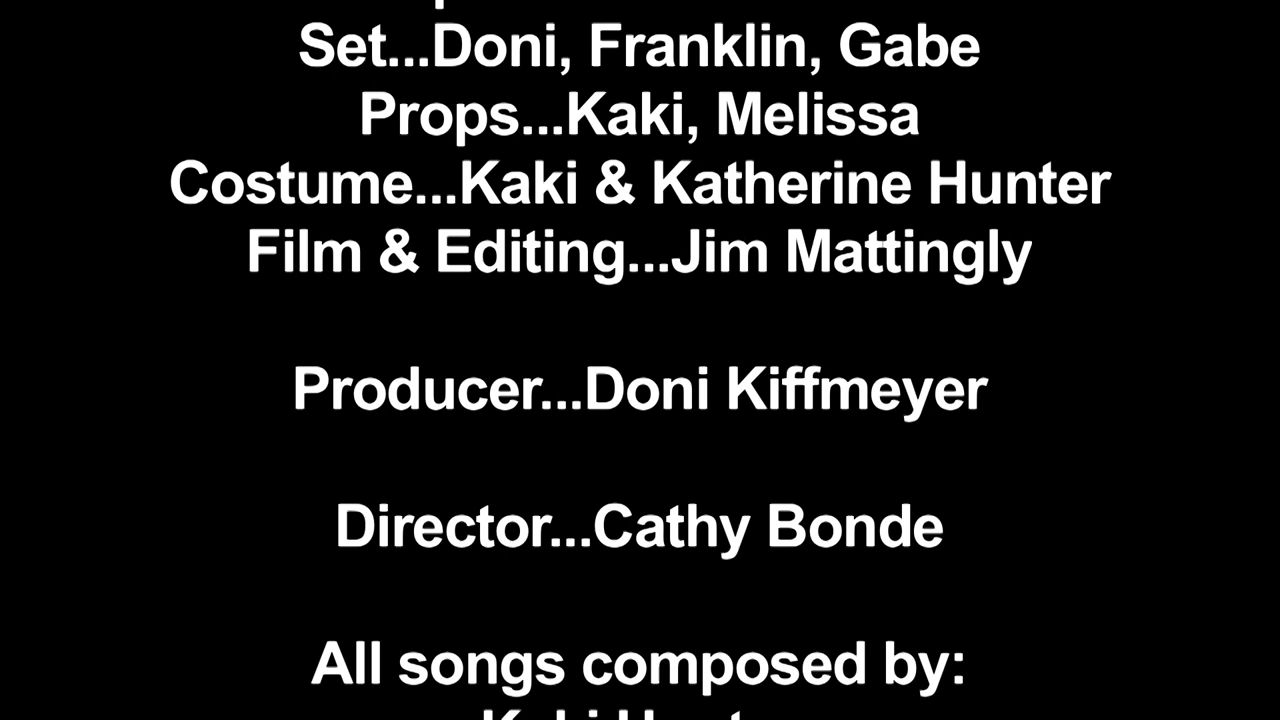 Set...Doni, Franklin, Gabe
Props...Kaki, Melissa
Costume...Kaki & Katherine Hunter
Film & Editing...Jim Mattingly
Producer...Doni Kiffmeyer
Director...Cathy Bonde
All songs composed by: